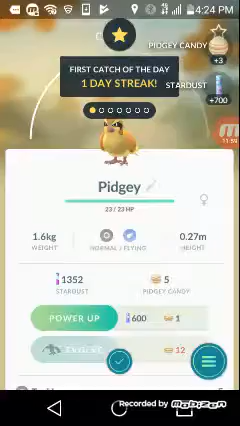 4:24 PM
PIDGEY CANDY
+3
FIRST CATCH OF THE DAY
1 DAY STREAK!
STARDUST
+700
11:59
Pidgey
23 / 23 HP
1.6kg
WEIGHT
NORMAL / FLYING
0.27m
HEIGHT
1352
STARDUST
5
PIDGEY CANDY
POWER UP
600
1
12
Recorded by Mobizen